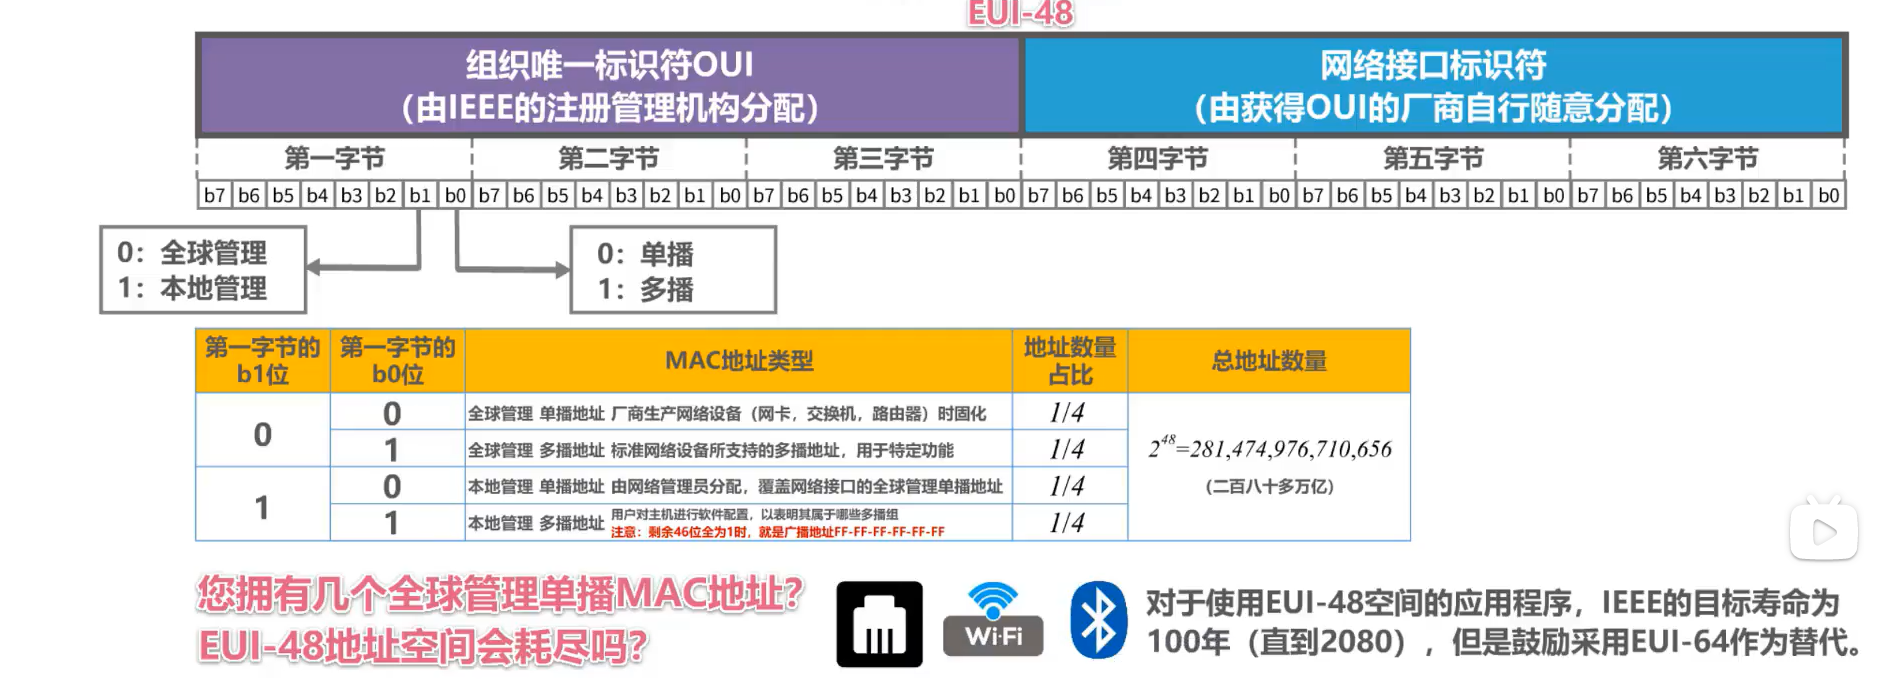 EUI-48
组织唯一标识符OUI
（由IEEE的注册管理机构分配）
网络接口标识符
（由获得OUI的厂商自行随意分配）
第一字节 第二字节 第三字节 第四字节 第五字节 第六字节
b7 b6 b5 b4 b3 b2 b1 b0 b7 b6 b5 b4 b3 b2 b1 b0 b7 b6 b5 b4 b3 b2 b1 b0 b7 b6 b5 b4 b3 b2 b1 b0 b7 b6 b5 b4 b3 b2 b1 b0 b7 b6 b5 b4 b3 b2 b1 b0
0：全球管理
1：本地管理
0：单播
1：多播
第一字节的
b1位
第一字节的
b0位
MAC地址类型
地址数量
占比
总地址数量
0
0
全球管理 单播地址 厂商生产网络设备（网卡，交换机，路由器）时固化
1/4
1
全球管理 多播地址 标准网络设备所支持的多播地址，用于特定功能
1/4
1
0
本地管理 单播地址 由网络管理员分配，覆盖网络接口的全球管理单播地址
1/4
1
本地管理 多播地址
用户对主机进行软件配置，以表明其属于哪些多播组
注意：剩余46位全为1时，就是广播地址FF-FF-FF-FF-FF-FF
1/4
2⁴⁸=281,474,976,710,656
（二百八十多万亿）
您拥有几个全球管理单播MAC地址？
EUI-48地址空间会耗尽吗？
Wi-Fi
对于使用EUI-48空间的应用程序，IEEE的目标寿命为
100年（直到2080），但是鼓励采用EUI-64作为替代。